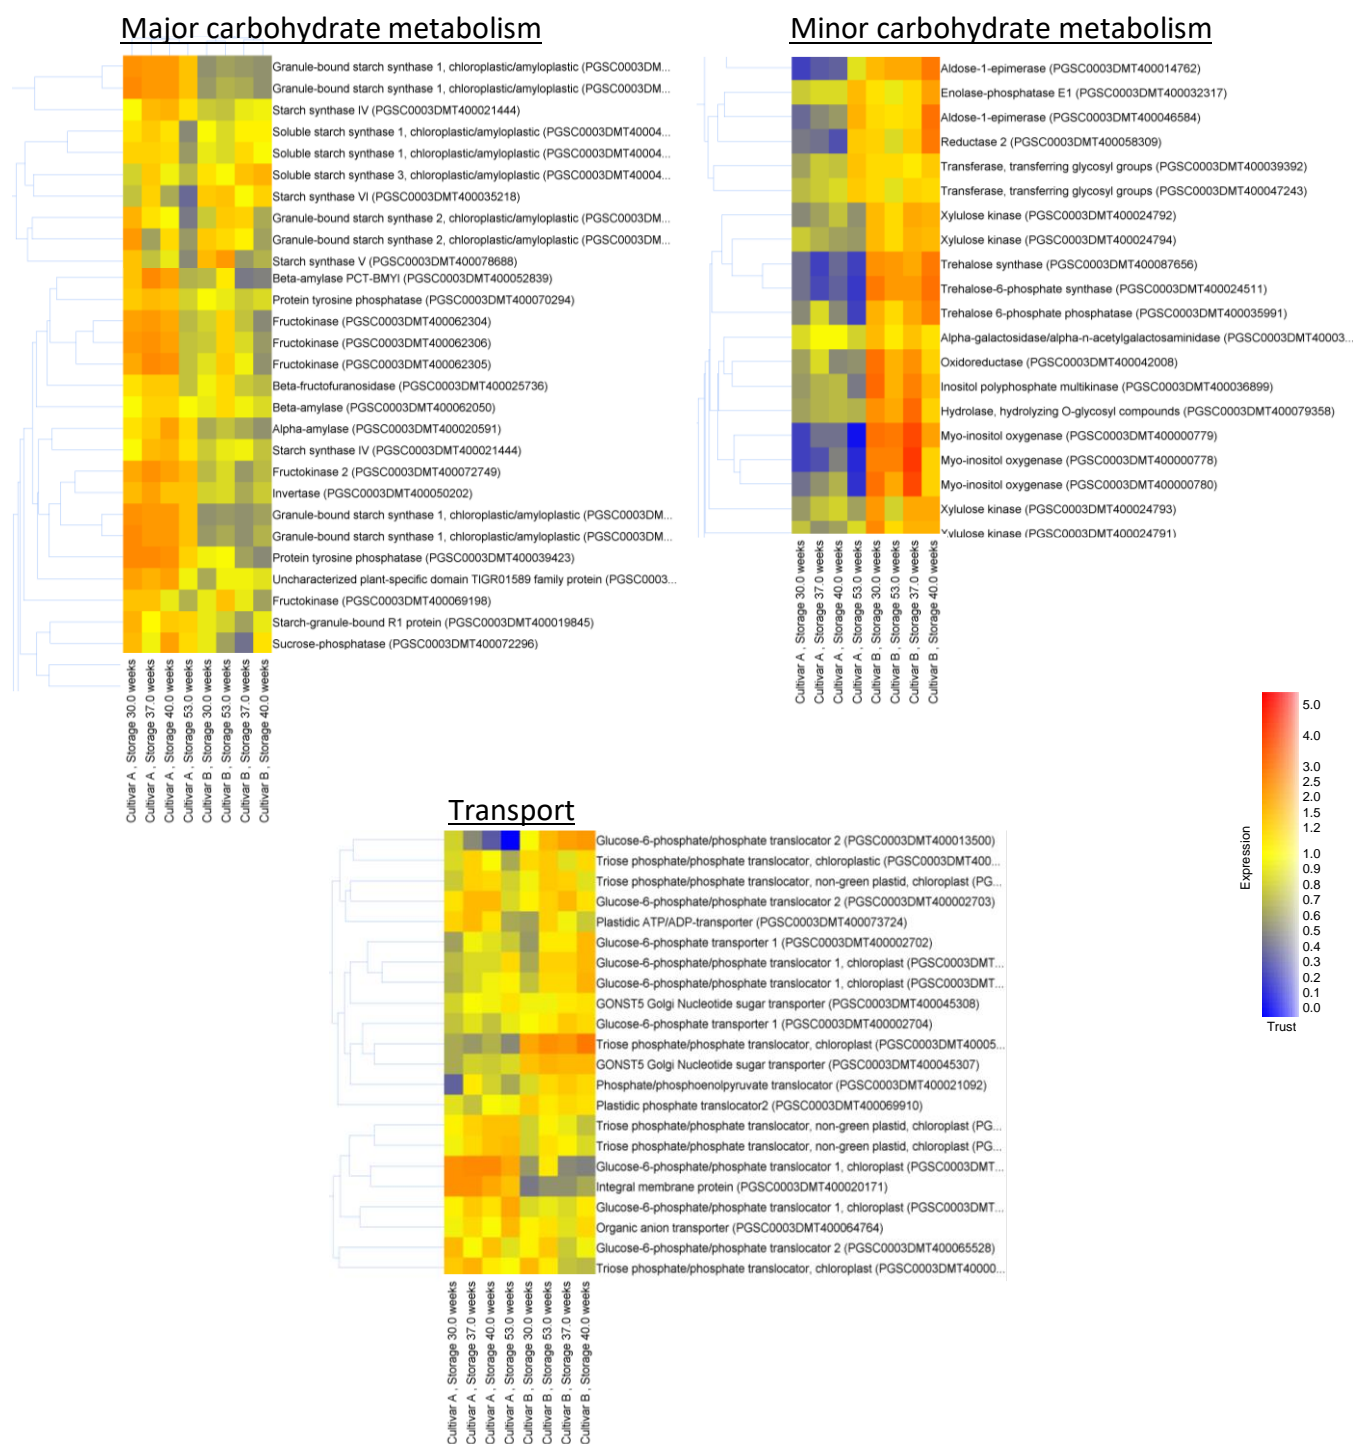 Major carbohydrate metabolism
Granule-bound starch synthase 1, chloroplastic/amyloplastic (PGSC0003DM...
Granule-bound starch synthase 1, chloroplastic/amyloplastic (PGSC0003DM...
Starch synthase IV (PGSC0003DMT400021444)
Soluble starch synthase 1, chloroplastic/amyloplastic (PGSC0003DMT40004...
Soluble starch synthase 1, chloroplastic/amyloplastic (PGSC0003DMT40004...
Soluble starch synthase 3, chloroplastic/amyloplastic (PGSC0003DMT40004...
Starch synthase VI (PGSC0003DMT400035218)
Granule-bound starch synthase 2, chloroplastic/amyloplastic (PGSC0003DM...
Granule-bound starch synthase 2, chloroplastic/amyloplastic (PGSC0003DM...
Starch synthase V (PGSC0003DMT400078688)
Beta-amylase PCT-BMYI (PGSC0003DMT400052839)
Protein tyrosine phosphatase (PGSC0003DMT400070294)
Fructokinase (PGSC0003DMT400062304)
Fructokinase (PGSC0003DMT400062306)
Fructokinase (PGSC0003DMT400062305)
Beta-fructofuranosidase (PGSC0003DMT400025736)
Beta-amylase (PGSC0003DMT400062050)
Alpha-amylase (PGSC0003DMT400020591)
Starch synthase IV (PGSC0003DMT400021444)
Fructokinase 2 (PGSC0003DMT400072749)
Invertase (PGSC0003DMT400050202)
Granule-bound starch synthase 1, chloroplastic/amyloplastic (PGSC0003DM...
Granule-bound starch synthase 1, chloroplastic/amyloplastic (PGSC0003DM...
Protein tyrosine phosphatase (PGSC0003DMT400039423)
Uncharacterized plant-specific domain TIGR01589 family protein (PGSC0003...
Fructokinase (PGSC0003DMT400069198)
Starch-granule-bound R1 protein (PGSC0003DMT400019845)
Sucrose-phosphatase (PGSC0003DMT400072296)
Cultivar A , Storage 30.0 weeks
Cultivar A , Storage 37.0 weeks
Cultivar A , Storage 40.0 weeks
Cultivar A , Storage 53.0 weeks
Cultivar B , Storage 30.0 weeks
Cultivar B , Storage 53.0 weeks
Cultivar B , Storage 37.0 weeks
Cultivar B , Storage 40.0 weeks
Minor carbohydrate metabolism
Aldose-1-epimerase (PGSC0003DMT400014762)
Enolase-phosphatase E1 (PGSC0003DMT400032317)
Aldose-1-epimerase (PGSC0003DMT400046584)
Reductase 2 (PGSC0003DMT400058309)
Transferase, transferring glycosyl groups (PGSC0003DMT400039392)
Transferase, transferring glycosyl groups (PGSC0003DMT400047243)
Xylulose kinase (PGSC0003DMT400024792)
Xylulose kinase (PGSC0003DMT400024794)
Trehalose synthase (PGSC0003DMT400087656)
Trehalose-6-phosphate synthase (PGSC0003DMT400024511)
Trehalose 6-phosphate phosphatase (PGSC0003DMT400035991)
Alpha-galactosidase/alpha-n-acetylgalactosaminidase (PGSC0003DMT40003...
Oxidoreductase (PGSC0003DMT400042008)
Inositol polyphosphate multikinase (PGSC0003DMT400036899)
Hydrolase, hydrolyzing O-glycosyl compounds (PGSC0003DMT400079358)
Myo-inositol oxygenase (PGSC0003DMT400000779)
Myo-inositol oxygenase (PGSC0003DMT400000778)
Myo-inositol oxygenase (PGSC0003DMT400000780)
Xylulose kinase (PGSC0003DMT400024793)
Xylulose kinase (PGSC0003DMT400024791)
Cultivar A , Storage 30.0 weeks
Cultivar A , Storage 37.0 weeks
Cultivar A , Storage 40.0 weeks
Cultivar A , Storage 53.0 weeks
Cultivar B , Storage 30.0 weeks
Cultivar B , Storage 53.0 weeks
Cultivar B , Storage 37.0 weeks
Cultivar B , Storage 40.0 weeks
Expression
5.0
4.0
3.0
2.5
2.0
1.5
1.2
1.0
0.9
0.8
0.7
0.6
0.5
0.4
0.3
0.2
0.1
0.0
Trust
Transport
Glucose-6-phosphate/phosphate translocator 2 (PGSC0003DMT400013500)
Triose phosphate/phosphate translocator, chloroplastic (PGSC0003DMT400...
Triose phosphate/phosphate translocator, non-green plastid, chloroplast (PG...
Glucose-6-phosphate/phosphate translocator 2 (PGSC0003DMT400002703)
Plastidic ATP/ADP-transporter (PGSC0003DMT400073724)
Glucose-6-phosphate transporter 1 (PGSC0003DMT400002702)
Glucose-6-phosphate/phosphate translocator 1, chloroplast (PGSC0003DMT...
Glucose-6-phosphate/phosphate translocator 1, chloroplast (PGSC0003DMT...
GONST5 Golgi Nucleotide sugar transporter (PGSC0003DMT400045308)
Glucose-6-phosphate transporter 1 (PGSC0003DMT400002704)
Triose phosphate/phosphate translocator, chloroplast (PGSC0003DMT40005...
GONST5 Golgi Nucleotide sugar transporter (PGSC0003DMT400045307)
Phosphate/phosphoenolpyruvate translocator (PGSC0003DMT400021092)
Plastidic phosphate translocator2 (PGSC0003DMT400069910)
Triose phosphate/phosphate translocator, non-green plastid, chloroplast (PG...
Triose phosphate/phosphate translocator, non-green plastid, chloroplast (PG...
Glucose-6-phosphate/phosphate translocator 1, chloroplast (PGSC0003DMT...
Integral membrane protein (PGSC0003DMT400020171)
Glucose-6-phosphate/phosphate translocator 1, chloroplast (PGSC0003DMT...
Organic anion transporter (PGSC0003DMT400064764)
Glucose-6-phosphate/phosphate translocator 2 (PGSC0003DMT400065528)
Triose phosphate/phosphate translocator, chloroplast (PGSC0003DMT40000...
Cultivar A , Storage 30.0 weeks
Cultivar A , Storage 37.0 weeks
Cultivar A , Storage 40.0 weeks
Cultivar A , Storage 53.0 weeks
Cultivar B , Storage 30.0 weeks
Cultivar B , Storage 53.0 weeks
Cultivar B , Storage 37.0 weeks
Cultivar B , Storage 40.0 weeks